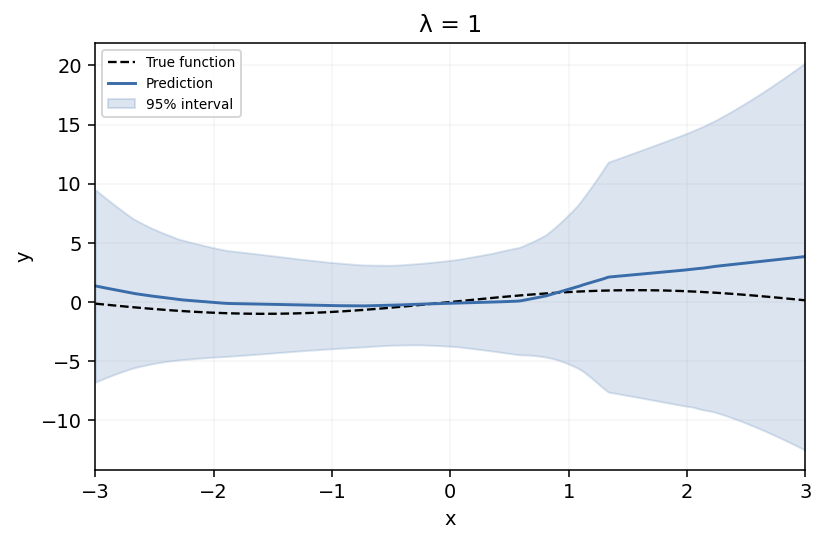 λ = 1
True function
Prediction
95% interval
20
15
10
5
0
−5
−10
y
−3
−2
−1
0
1
2
3
x